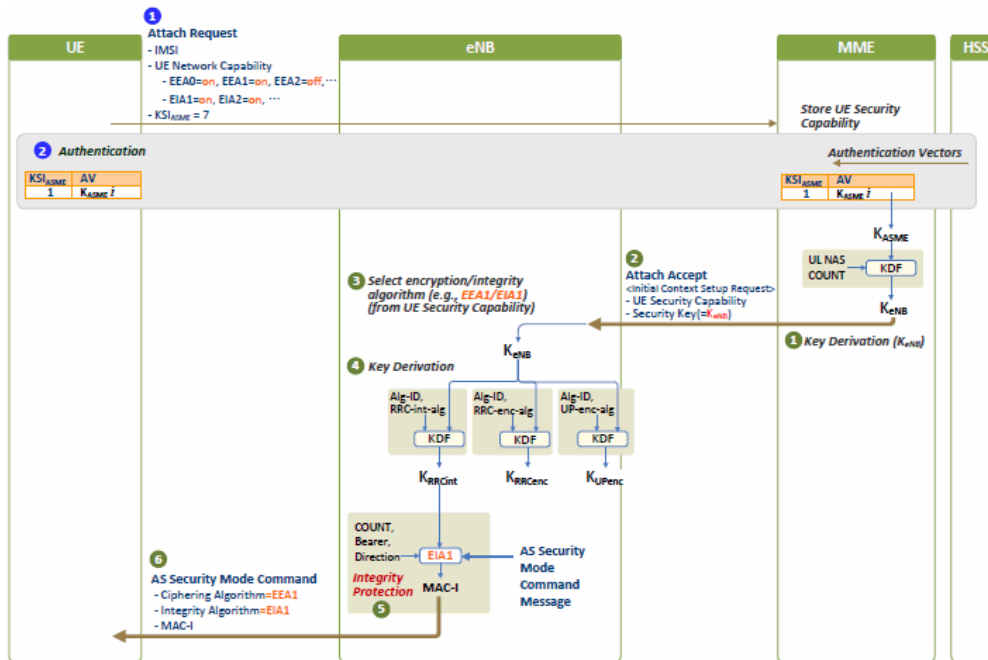 UE
eNB
MME
HSS
1
Attach Request
- IMSI
- UE Network Capability
- EEA0=on, EEA1=on, EEA2=off,...
- EIA1=on, EIA2=on, ...
- KSIASME = 7
Store UE Security
Capability
2 Authentication
Authentication Vectors
KSIASME AV
1 KASME i
KSIASME AV
1 KASME i
KASME
UL NAS
COUNT
KDF
KeNB
1 Key Derivation (KeNB)
2
Attach Accept
<Initial Context Setup Request>
- UE Security Capability
- Security Key(=KeNB)
3 Select encryption/integrity
algorithm (e.g., EEA1/EIA1)
(from UE Security Capability)
KeNB
4 Key Derivation
Alg-ID,
RRC-int-alg
KDF
KRRCint
Alg-ID,
RRC-enc-alg
KDF
KRRCenc
Alg-ID,
UP-enc-alg
KDF
KUPenc
COUNT,
Bearer,
Direction
EIA1
MAC-I
Integrity
Protection
5
AS Security
Mode
Command
Message
6
AS Security Mode Command
- Ciphering Algorithm=EEA1
- Integrity Algorithm=EIA1
- MAC-I